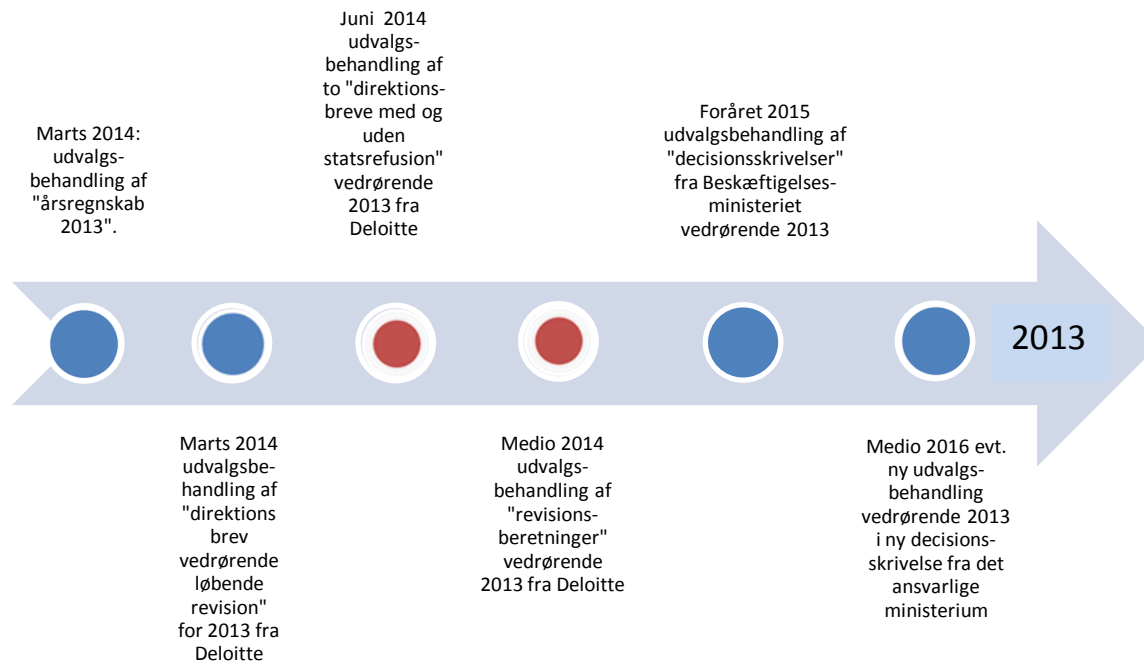 Marts 2014:
udvalgs-
behandling af
"årsregnskab
2013".
Marts 2014
udvalgsbe-
handling af
"direktions
brev
vedrørende
løbende
revision"
for 2013 fra
Deloitte
Juni 2014
udvalgs-
behandling af
to "direktions-
breve med og
uden
statsrefusion"
vedrørende
2013 fra
Deloitte
Medio 2014
udvalgs-
behandling af
"revisions-
beretninger"
vedrørende
2013 fra Deloitte
Foråret 2015
udvalgsbehandling af
"decisionsskrivelser"
fra Beskæftigelses-
ministeriet
vedrørende 2013
Medio 2016 evt.
ny udvalgs-
behandling
vedrørende 2013
i ny decisions-
skrivelse fra det
ansvarlige
ministerium
2013